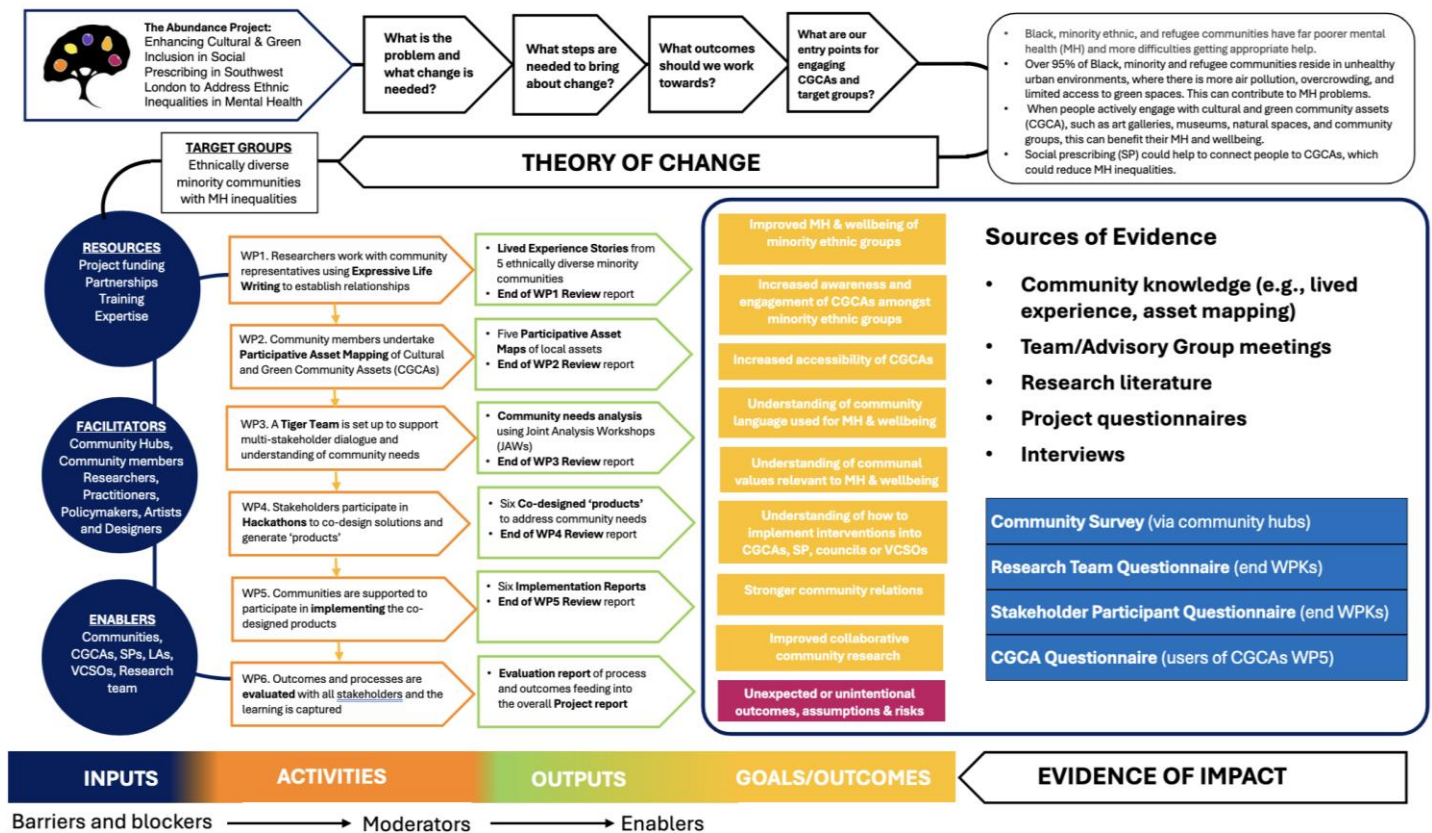 The Abundance Project:
Enhancing Cultural & Green
Inclusion in Social
Prescribing in Southwest
London to Address Ethnic
Inequalities in Mental Health
What is the
problem and
what change is
needed?
What steps are
needed to bring
about change?
What outcomes
should we work
towards?
What are our
entry points for
engaging
CGCAs and
target groups?
• Black, minority ethnic, and refugee communities have far poorer mental
health (MH) and more difficulties getting appropriate help.
• Over 95% of Black, minority and refugee communities reside in unhealthy
urban environments, where there is more air pollution, overcrowding, and
limited access to green spaces. This can contribute to MH problems.
• When people actively engage with cultural and green community assets
(CGCA), such as art galleries, museums, natural spaces, and community
groups, this can benefit their MH and wellbeing.
• Social prescribing (SP) could help to connect people to CGCAs, which
could reduce MH inequalities.
TARGET GROUPS
Ethnically diverse
minority communities
with MH inequalities
THEORY OF CHANGE
RESOURCES
Project funding
Partnerships
Training
Expertise
FACILITATORS
Community Hubs,
Community members
Researchers,
Practitioners,
Policymakers, Artists
and Designers
ENABLERS
Communities,
CGCAs, SPs, LAs,
VCSOs, Research
team
WP1. Researchers work with community
representatives using Expressive Life
Writing to establish relationships
WP2. Community members undertake
Participative Asset Mapping of Cultural
and Green Community Assets (CGCAs)
WP3. A Tiger Team is set up to support
multi-stakeholder dialogue and
understanding of community needs
WP4. Stakeholders participate in
Hackathons to co-design solutions and
generate ‘products’
WP5. Communities are supported to
participate in implementing the co-
designed products
WP6. Outcomes and processes are
evaluated with all stakeholders and the
learning is captured
• Lived Experience Stories from
5 ethnically diverse minority
communities
• End of WP1 Review report
• Five Participative Asset
Maps of local assets
• End of WP2 Review report
• Community needs analysis
using Joint Analysis Workshops
(JAWs)
• End of WP3 Review report
• Six Co-designed ‘products’
to address community needs
• End of WP4 Review report
• Six Implementation Reports
• End of WP5 Review report
• Evaluation report of process
and outcomes feeding into
the overall Project report
Improved MH & wellbeing of
minority ethnic groups
Increased awareness and
engagement of CGCAs amongst
minority ethnic groups
Increased accessibility of CGCAs
Understanding of community
language used for MH & wellbeing
Understanding of communal
values relevant to MH & wellbeing
Understanding of how to
implement interventions into
CGCAs, SP, councils or VCSOs
Stronger community relations
Improved collaborative
community research
Unexpected or unintentional
outcomes, assumptions & risks
Sources of Evidence
• Community knowledge (e.g., lived
experience, asset mapping)
• Team/Advisory Group meetings
• Research literature
• Project questionnaires
• Interviews
Community Survey (via community hubs)
Research Team Questionnaire (end WPKs)
Stakeholder Participant Questionnaire (end WPKs)
CGCA Questionnaire (users of CGCAs WP5)
INPUTS
ACTIVITIES
OUTPUTS
GOALS/OUTCOMES
EVIDENCE OF IMPACT
Barriers and blockers
Moderators
Enablers